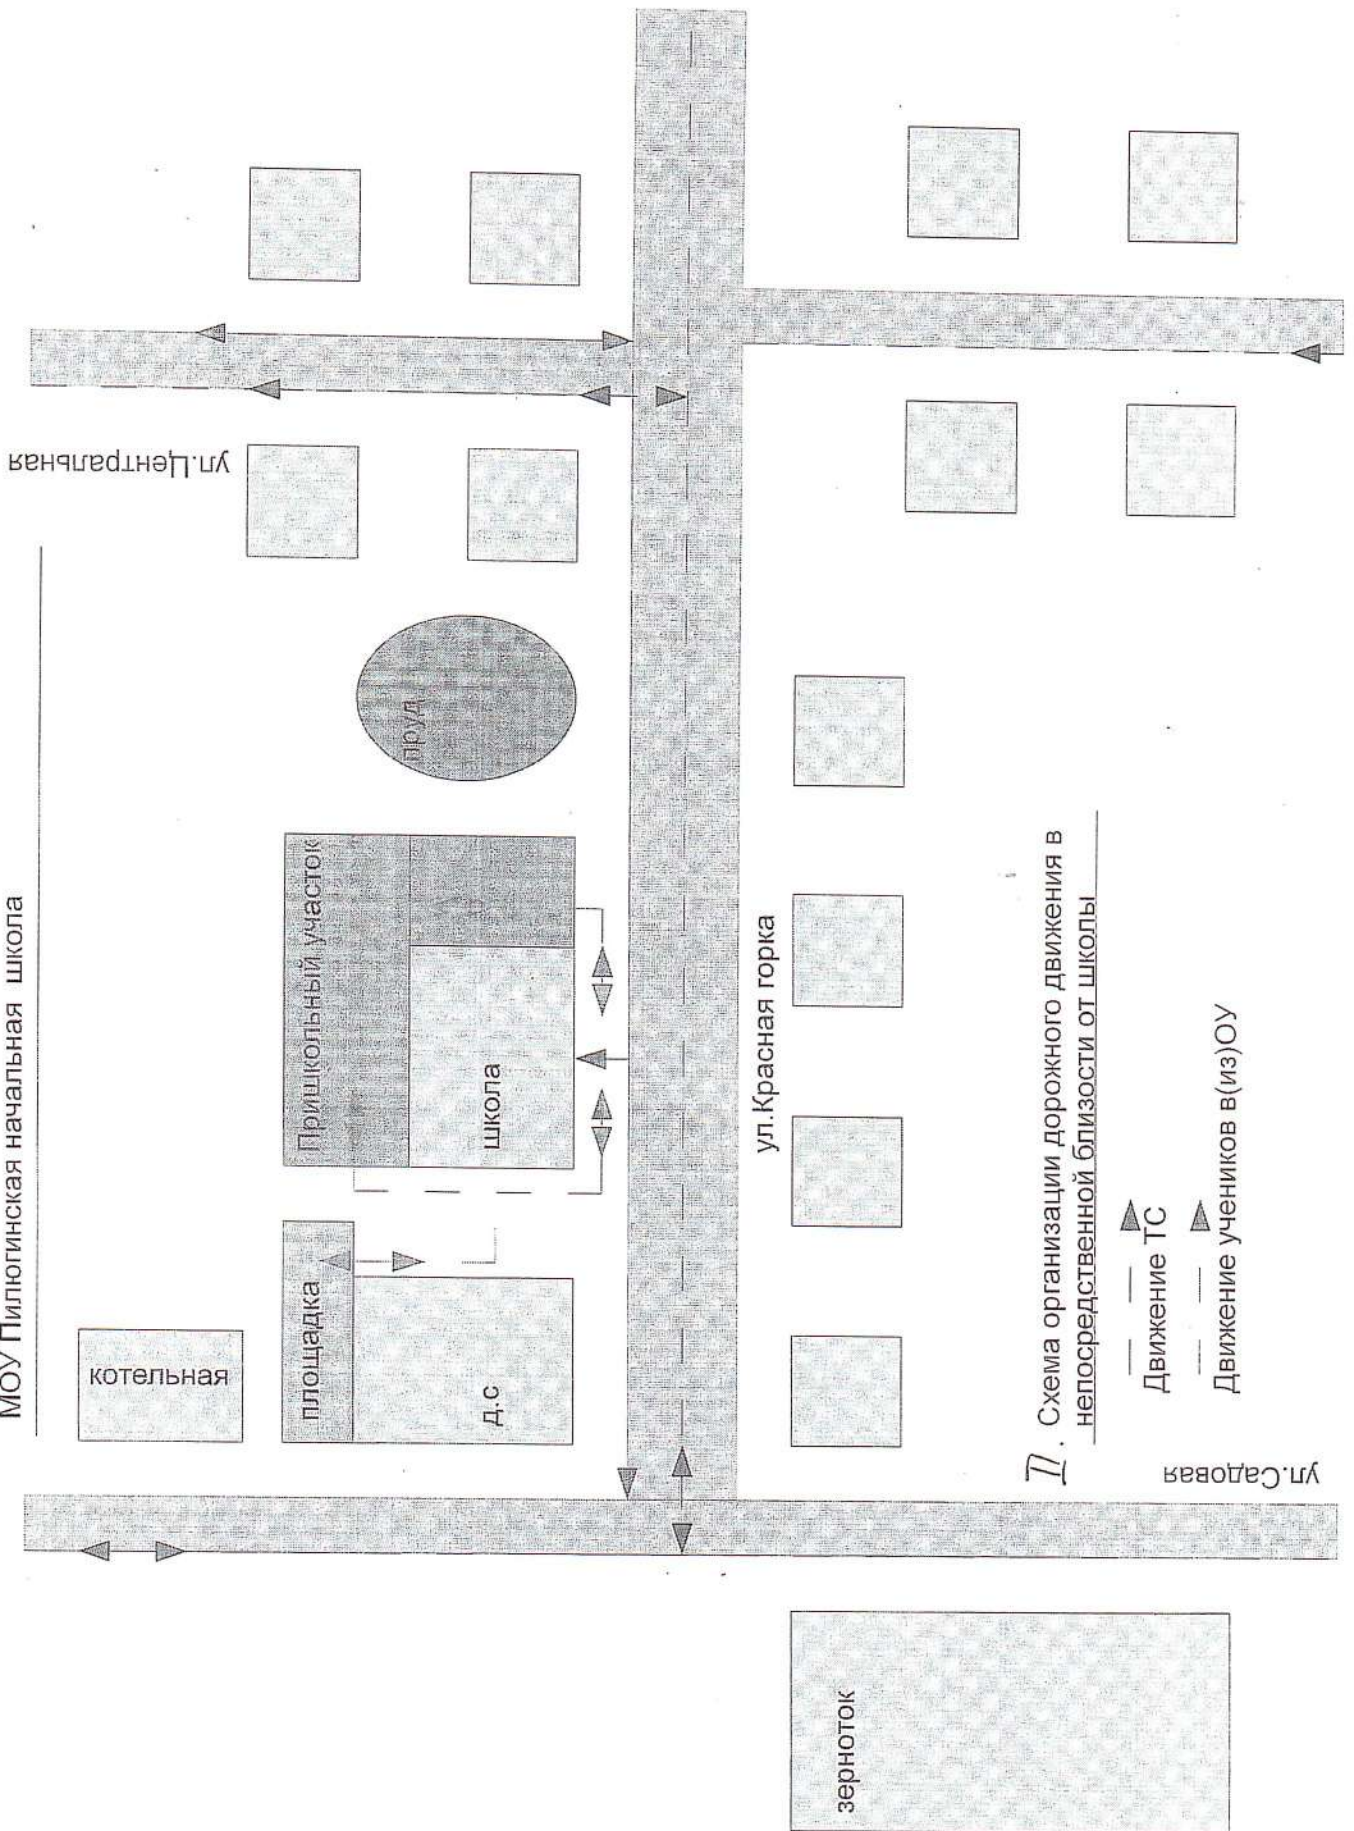 МОУ Пилюгинская начальная школа
ул.Центральная
котельная
площадка
Пришкольный участок
пруд
д.с
школа
ул.Красная горка
зерноток
ул.Садовая
II. Схема организации дорожного движения в
непосредственной близости от школы
Движение ТС
Движение учеников в(из)ОУ